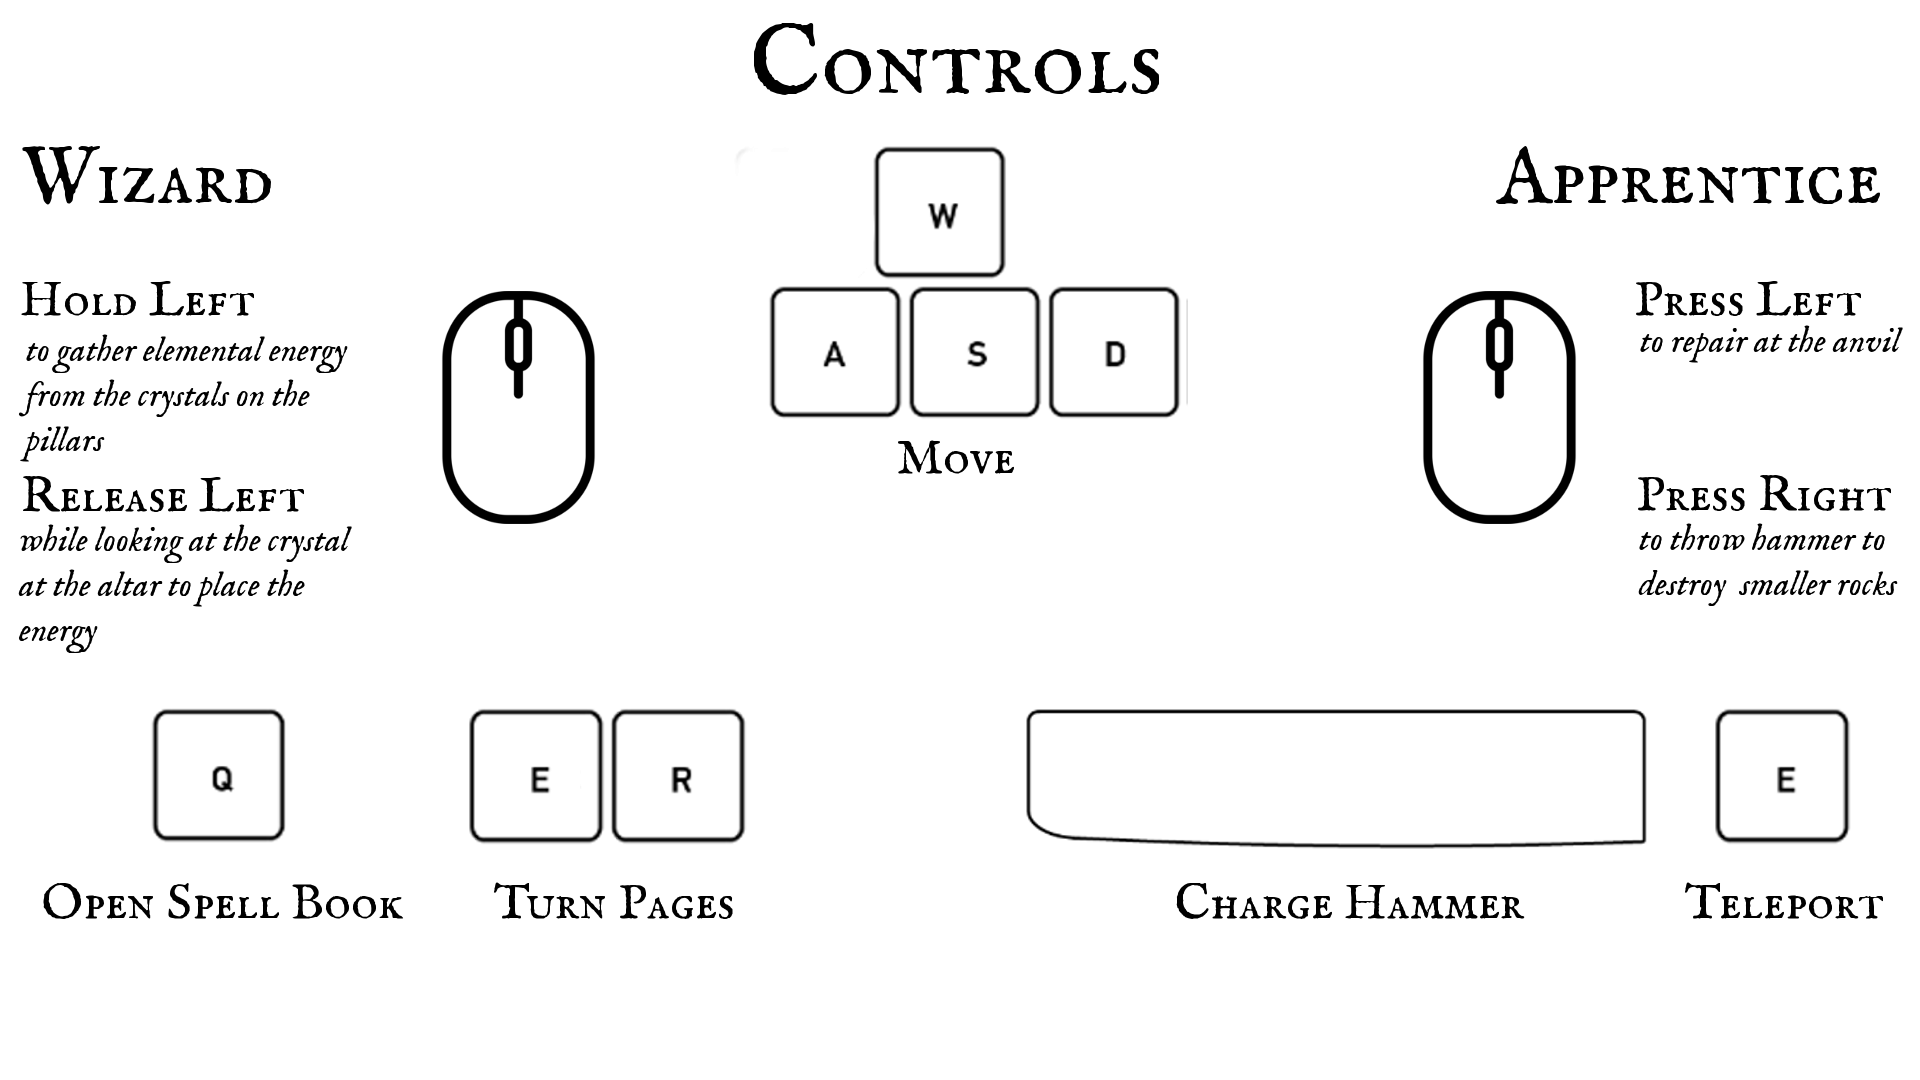 Controls
Wizard
Hold Left
to gather elemental energy
from the crystals on the
pillars
Release Left
while looking at the crystal
at the altar to place the
energy
W
A S D
Move
Apprentice
Press Left
to repair at the anvil
Press Right
to throw hammer to
destroy smaller rocks
Q
Open Spell Book
E R
Turn Pages
Charge Hammer
E
Teleport